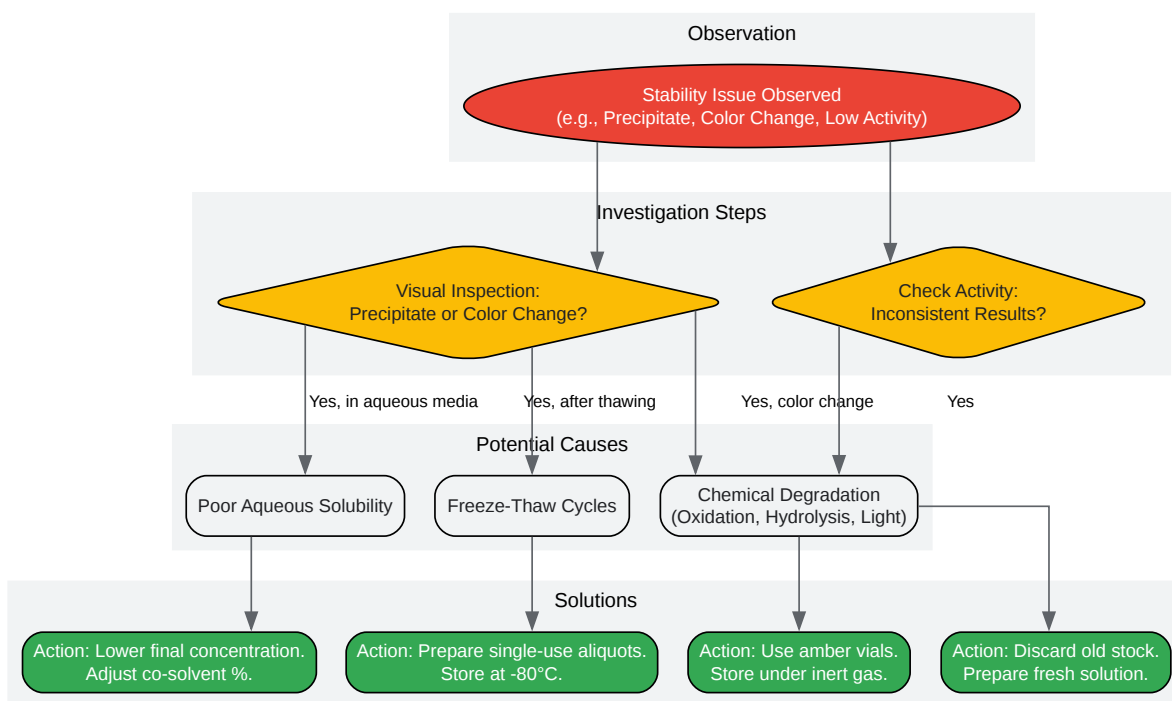 Observation
Stability Issue Observed
(e.g., Precipitate, Color Change, Low Activity)
Investigation Steps
Visual Inspection:
Precipitate or Color Change?
Check Activity:
Inconsistent Results?
Yes, in aqueous media
Yes, after thawing
Yes, color change
Yes
Potential Causes
Poor Aqueous Solubility
Freeze-Thaw Cycles
Chemical Degradation
(Oxidation, Hydrolysis, Light)
Solutions
Action: Lower final concentration.
Adjust co-solvent %.
Action: Prepare single-use aliquots.
Store at -80°C.
Action: Use amber vials.
Store under inert gas.
Action: Discard old stock.
Prepare fresh solution.